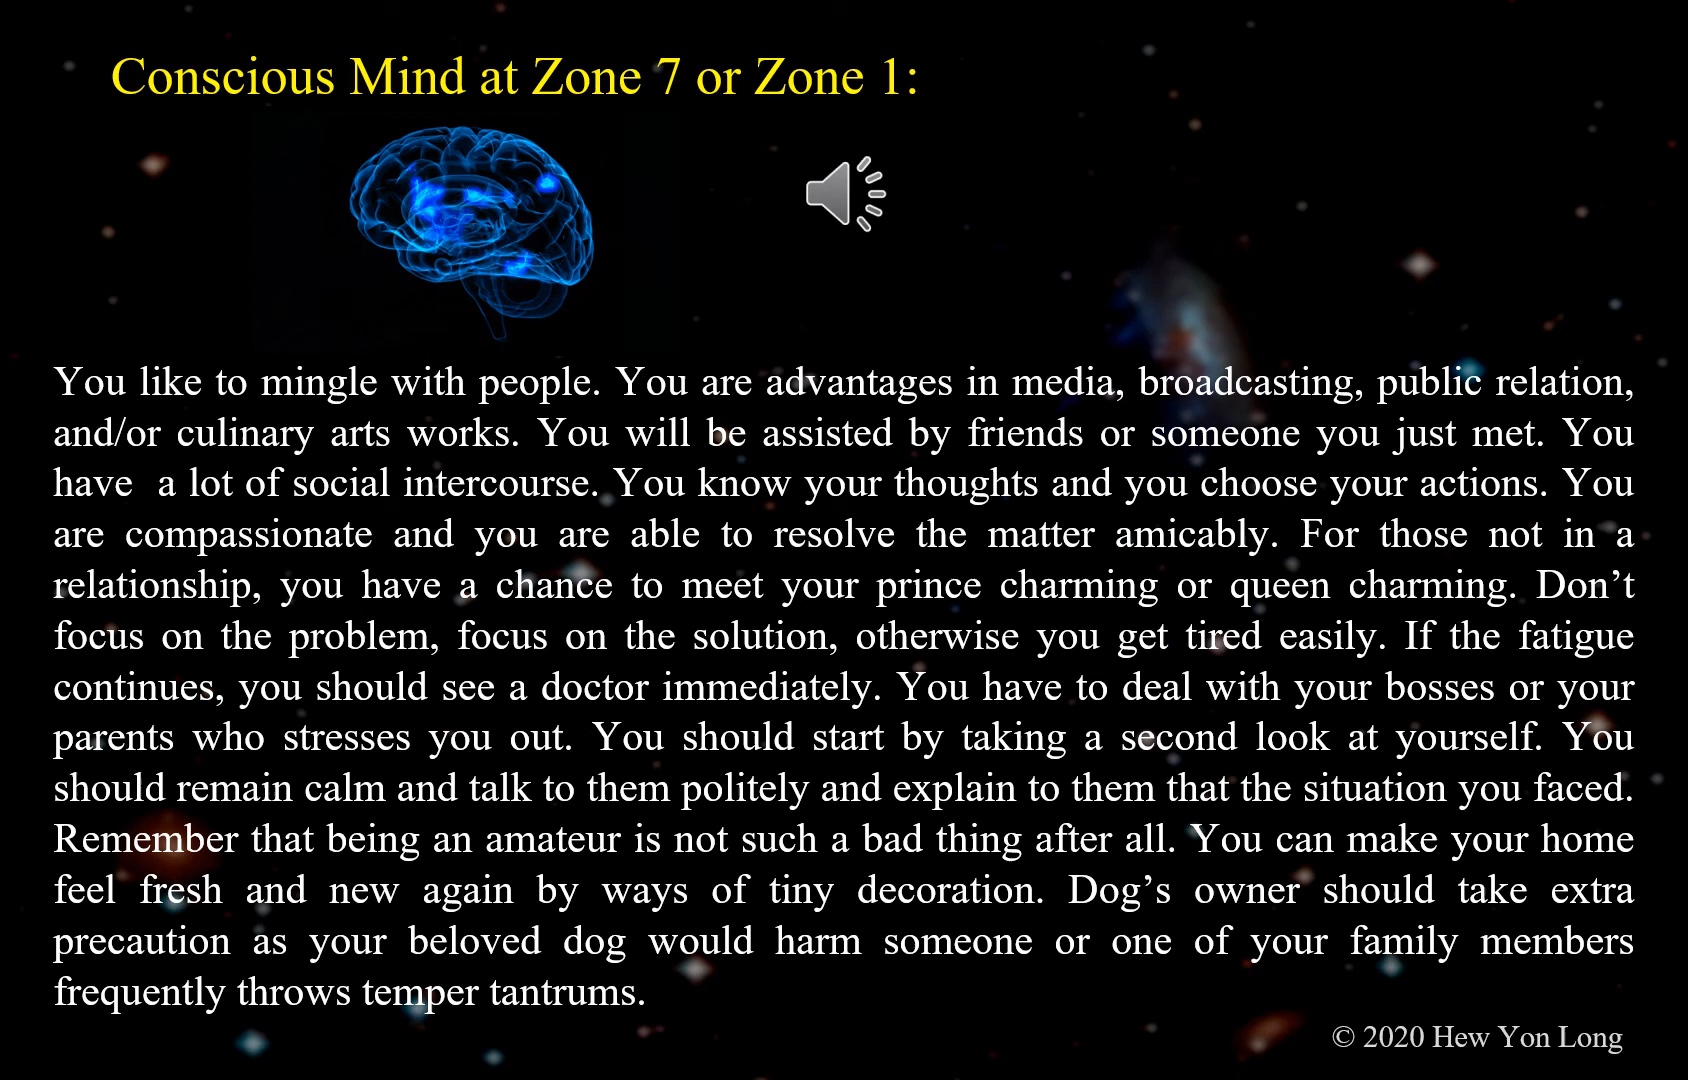 Conscious Mind at Zone 7 or Zone 1:
You like to mingle with people. You are advantages in media, broadcasting, public relation,
and/or culinary arts works. You will be assisted by friends or someone you just met. You
have a lot of social intercourse. You know your thoughts and you choose your actions. You
are compassionate and you are able to resolve the matter amicably. For those not in a
relationship, you have a chance to meet your prince charming or queen charming. Don’t
focus on the problem, focus on the solution, otherwise you get tired easily. If the fatigue
continues, you should see a doctor immediately. You have to deal with your bosses or your
parents who stresses you out. You should start by taking a second look at yourself. You
should remain calm and talk to them politely and explain to them that the situation you faced.
Remember that being an amateur is not such a bad thing after all. You can make your home
feel fresh and new again by ways of tiny decoration. Dog’s owner should take extra
precaution as your beloved dog would harm someone or one of your family members
frequently throws temper tantrums.
© 2020 Hew Yon Long